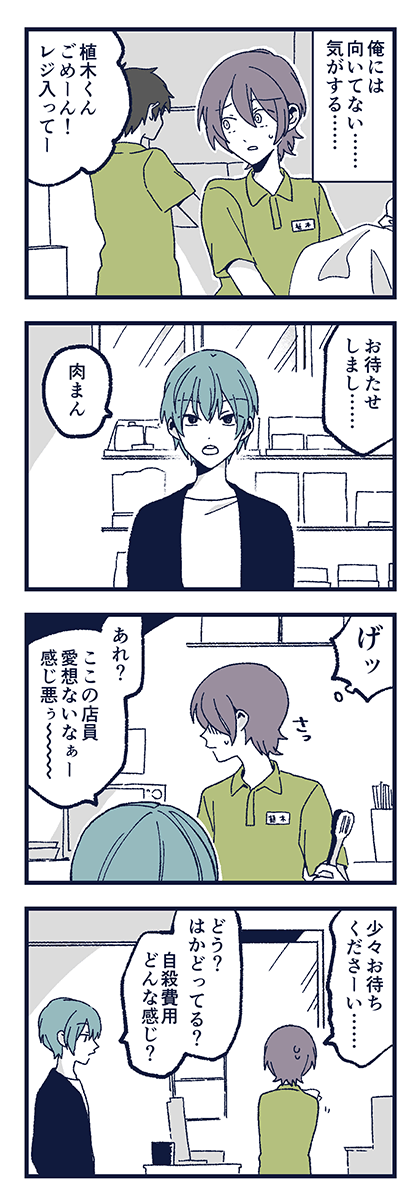 俺には
向いてない……
気がする……
植木くん
ごめーん！
レジ入ってー
植木
お待たせ
しまし……
肉まん
げッ
さっ
植木
あれ？
ここの店員
愛想ないなぁー
感じ悪ぅ〜〜〜〜
少々お待ち
くださーい……
どう？
はかどってる？
自殺費用
どんな感じ？